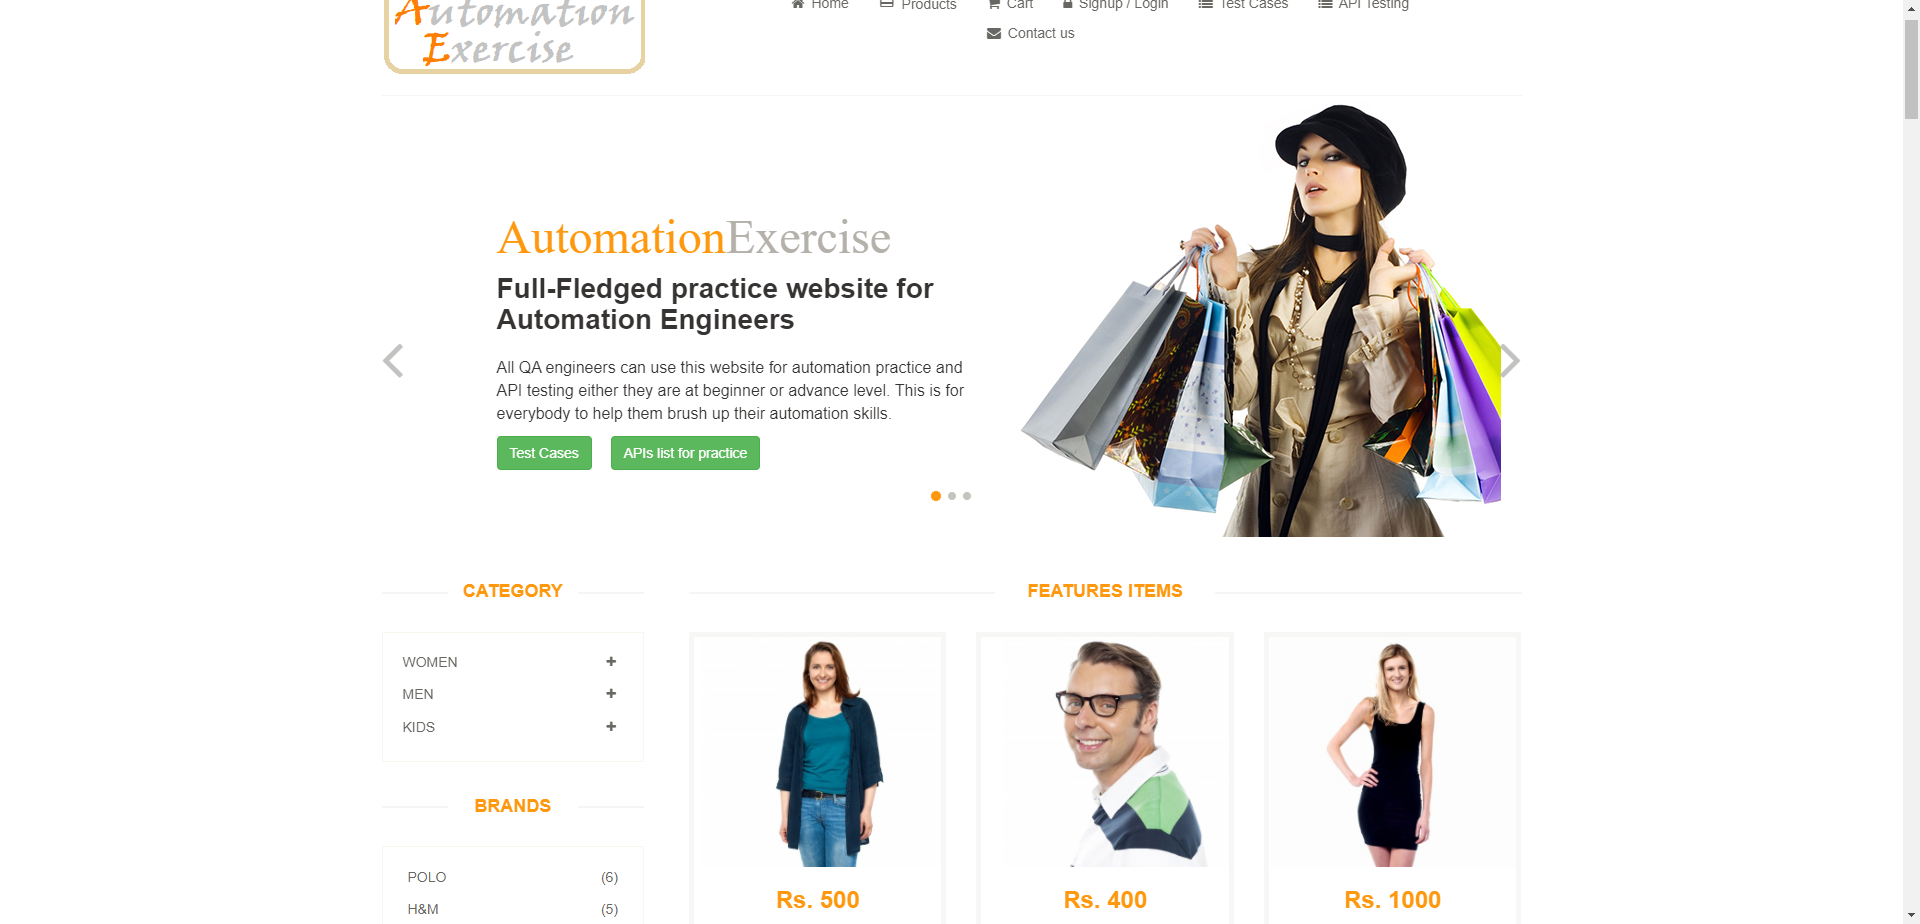 Automation
Exercise
Home
Products
Cart
Signup / Login
Test Cases
API Testing
Contact us
AutomationExercise
Full-Fledged practice website for
Automation Engineers
All QA engineers can use this website for automation practice and
API testing either they are at beginner or advance level. This is for
everybody to help them brush up their automation skills.
Test Cases
APIs list for practice
CATEGORY
WOMEN
MEN
KIDS
BRANDS
POLO (6)
H&M (5)
FEATURES ITEMS
Rs. 500
Rs. 400
Rs. 1000